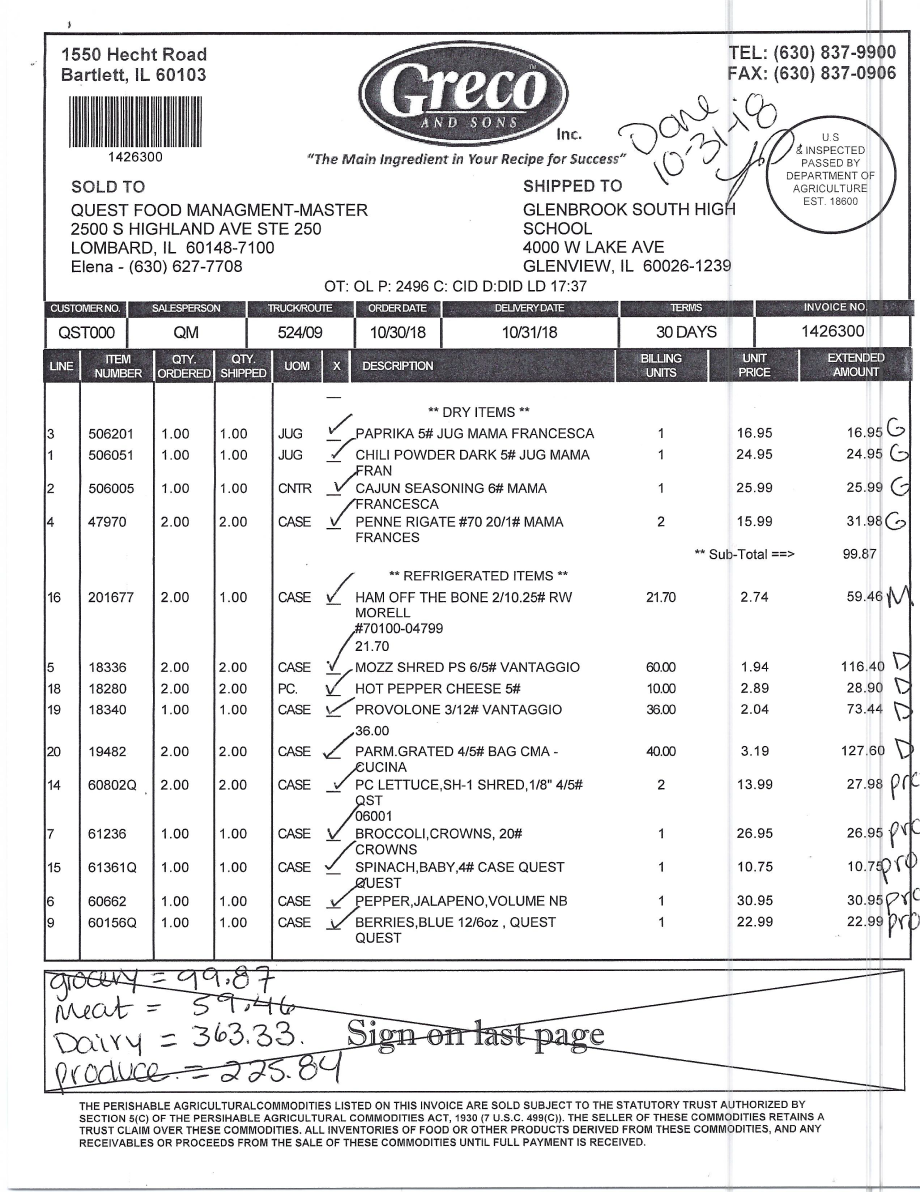 1550 Hecht Road
Bartlett, IL 60103
1426300
Greco
AND SONS
Inc.
"The Main Ingredient in Your Recipe for Success"
TEL: (630) 837-9900
FAX: (630) 837-0906
Dane
10-31-18
U.S
& INSPECTED
PASSED BY
DEPARTMENT OF
AGRICULTURE
EST. 18600
SOLD TO
QUEST FOOD MANAGMENT-MASTER
2500 S HIGHLAND AVE STE 250
LOMBARD, IL 60148-7100
Elena - (630) 627-7708
SHIPPED TO
GLENBROOK SOUTH HIGH
SCHOOL
4000 W LAKE AVE
GLENVIEW, IL 60026-1239
OT: OL P: 2496 C: CID D:DID LD 17:37
CUSTOMER NO. SALESPERSON TRUCK/ROUTE ORDER DATE DELIVERY DATE TERMS INVOICE NO.
QST000 QM 524/09 10/30/18 10/31/18 30 DAYS 1426300
LINE ITEM NUMBER QTY. ORDERED QTY. SHIPPED UOM X DESCRIPTION BILLING UNITS UNIT PRICE EXTENDED AMOUNT
** DRY ITEMS **
3 506201 1.00 1.00 JUG PAPRIKA 5# JUG MAMA FRANCESCA 1 16.95 16.95 G
1 506051 1.00 1.00 JUG CHILI POWDER DARK 5# JUG MAMA 1 24.95 24.95 G
FRAN
2 506005 1.00 1.00 CNTR CAJUN SEASONING 6# MAMA 1 25.99 25.99 G
FRANCESCA
4 47970 2.00 2.00 CASE PENNE RIGATE #70 20/1# MAMA 2 15.99 31.98 G
FRANCES
** Sub-Total ==> 99.87
** REFRIGERATED ITEMS **
16 201677 2.00 1.00 CASE HAM OFF THE BONE 2/10.25# RW 21.70 2.74 59.46 M
MORELL
#70100-04799
21.70
5 18336 2.00 2.00 CASE MOZZ SHRED PS 6/5# VANTAGGIO 60.00 1.94 116.40 D
18 18280 2.00 2.00 PC. HOT PEPPER CHEESE 5# 10.00 2.89 28.90 D
19 18340 1.00 1.00 CASE PROVOLONE 3/12# VANTAGGIO 36.00 2.04 73.44 D
36.00
20 19482 2.00 2.00 CASE PARM.GRATED 4/5# BAG CMA - 40.00 3.19 127.60 D
CUCINA
14 60802Q 2.00 2.00 CASE PC LETTUCE,SH-1 SHRED,1/8" 4/5# 2 13.99 27.98 pro
QST
06001
7 61236 1.00 1.00 CASE BROCCOLI,CROWNS, 20# 1 26.95 26.95 pro
CROWNS
15 61361Q 1.00 1.00 CASE SPINACH,BABY,4# CASE QUEST 1 10.75 10.75 pro
QUEST
6 60662 1.00 1.00 CASE PEPPER,JALAPENO,VOLUME NB 1 30.95 30.95 pro
9 60156Q 1.00 1.00 CASE BERRIES,BLUE 12/6oz , QUEST 1 22.99 22.99 pro
QUEST
grocery = 99.87
Meat = 59.46
Dairy = 363.33.
produce = 225.84
Sign on last page
THE PERISHABLE AGRICULTURALCOMMODITIES LISTED ON THIS INVOICE ARE SOLD SUBJECT TO THE STATUTORY TRUST AUTHORIZED BY
SECTION 5(C) OF THE PERSIHABLE AGRICULTURAL COMMODITIES ACT, 1930 (7 U.S.C. 499(C)). THE SELLER OF THESE COMMODITIES RETAINS A
TRUST CLAIM OVER THESE COMMODITIES. ALL INVENTORIES OF FOOD OR OTHER PRODUCTS DERIVED FROM THESE COMMODITIES, AND ANY
RECEIVABLES OR PROCEEDS FROM THE SALE OF THESE COMMODITIES UNTIL FULL PAYMENT IS RECEIVED.